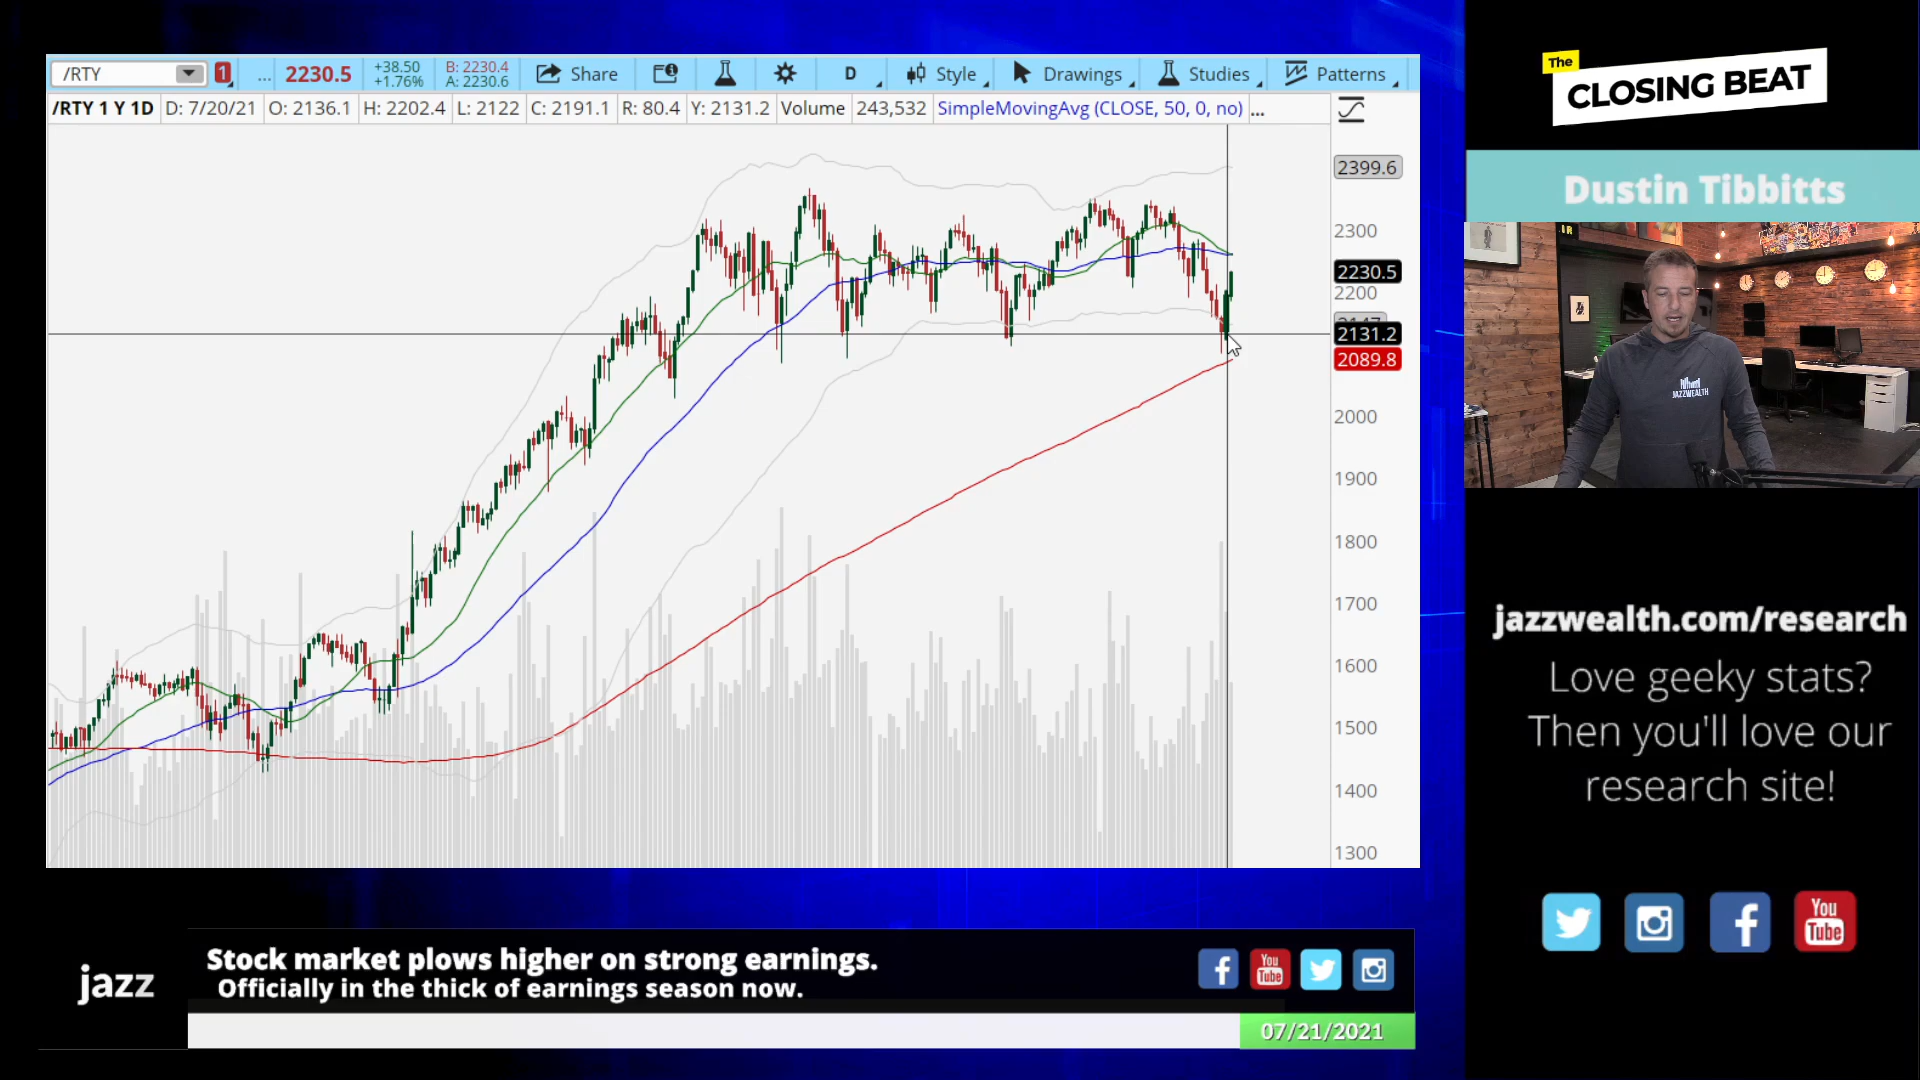 /RTY 1 ... 2230.5 +38.50 +1.76% B: 2230.4 A: 2230.6 Share D Style Drawings Studies Patterns
/RTY 1 Y 1D D: 7/20/21 O: 2136.1 H: 2202.4 L: 2122 C: 2191.1 R: 80.4 Y: 2131.2 Volume 243,532 SimpleMovingAvg (CLOSE, 50, 0, no) ...
2399.6
2300
2230.5
2200
2131.2
2089.8
2000
1900
1800
1700
1600
1500
1400
1300
The
CLOSING BEAT
Dustin Tibbitts
JAZZWEALTH
jazzwealth.com/research
Love geeky stats?
Then you'll love our
research site!
You
Tube
jazz
Stock market plows higher on strong earnings.
Officially in the thick of earnings season now.
You
Tube
07/21/2021